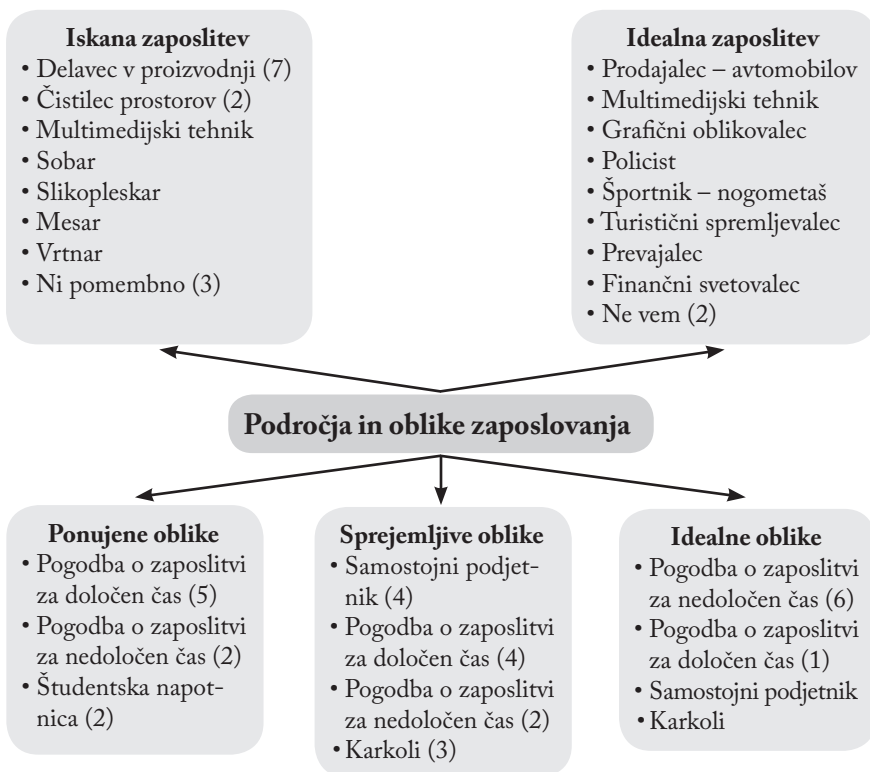 Iskana zaposlitev
• Delavec v proizvodnji (7)
• Čistilec prostorov (2)
• Multimedijski tehnik
• Sobar
• Slikopleskar
• Mesar
• Vrtnar
• Ni pomembno (3)
Idealna zaposlitev
• Prodajalec – avtomobilov
• Multimedijski tehnik
• Grafični oblikovalec
• Policist
• Športnik – nogometaš
• Turistični spremljevalec
• Prevajalec
• Finančni svetovalec
• Ne vem (2)
Področja in oblike zaposlovanja
Ponujene oblike
• Pogodba o zaposlitvi
za določen čas (5)
• Pogodba o zaposlitvi
za nedoločen čas (2)
• Študentska napot-
nica (2)
Sprejemljive oblike
• Samostojni podjet-
nik (4)
• Pogodba o zaposlitvi
za določen čas (4)
• Pogodba o zaposlitvi
za nedoločen čas (2)
• Karkoli (3)
Idealne oblike
• Pogodba o zaposlitvi
za nedoločen čas (6)
• Pogodba o zaposlitvi
za določen čas (1)
• Samostojni podjetnik
• Karkoli